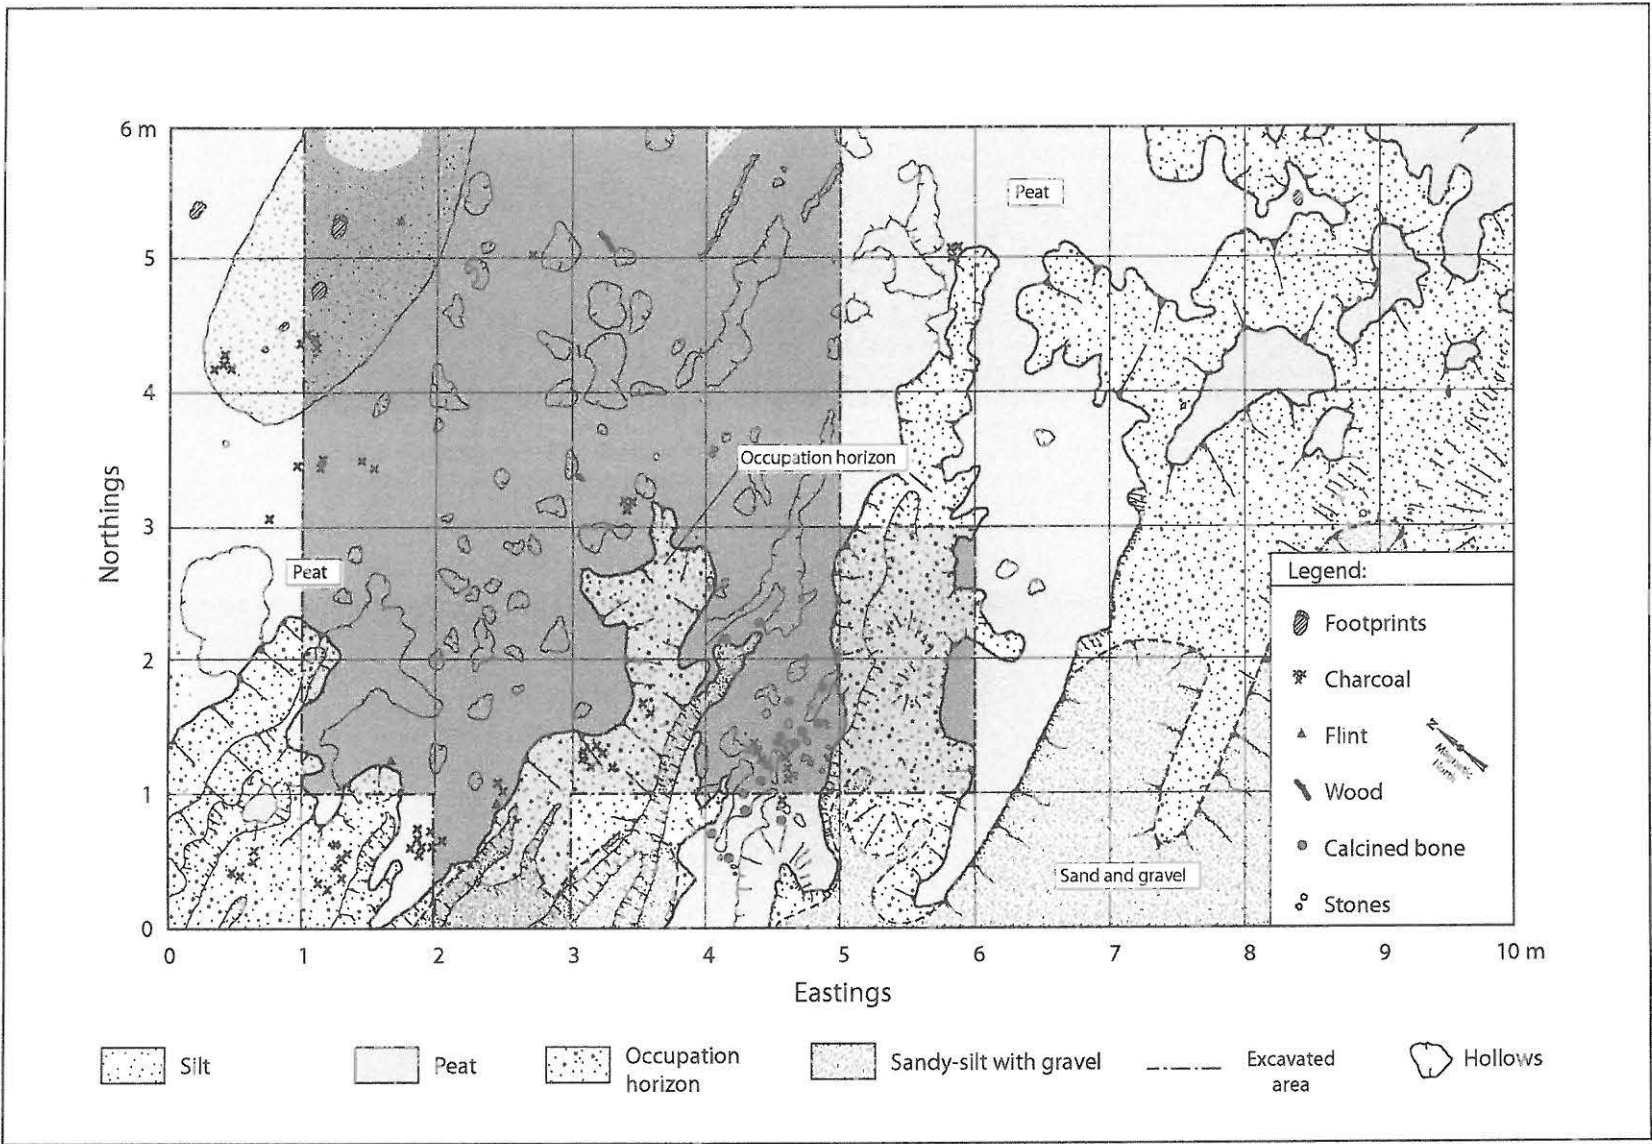 6 m
5
4
3
2
1
0
Northings
Peat
Occupation horizon
Peat
Sand and gravel
Legend:
Footprints
Charcoal
Flint
Wood
Calcined bone
Stones
N
Magnetic
0 1 2 3 4 5 6 7 8 9 10 m
Eastings
Silt
Peat
Occupation
horizon
Sandy-silt with gravel
Excavated
area
Hollows